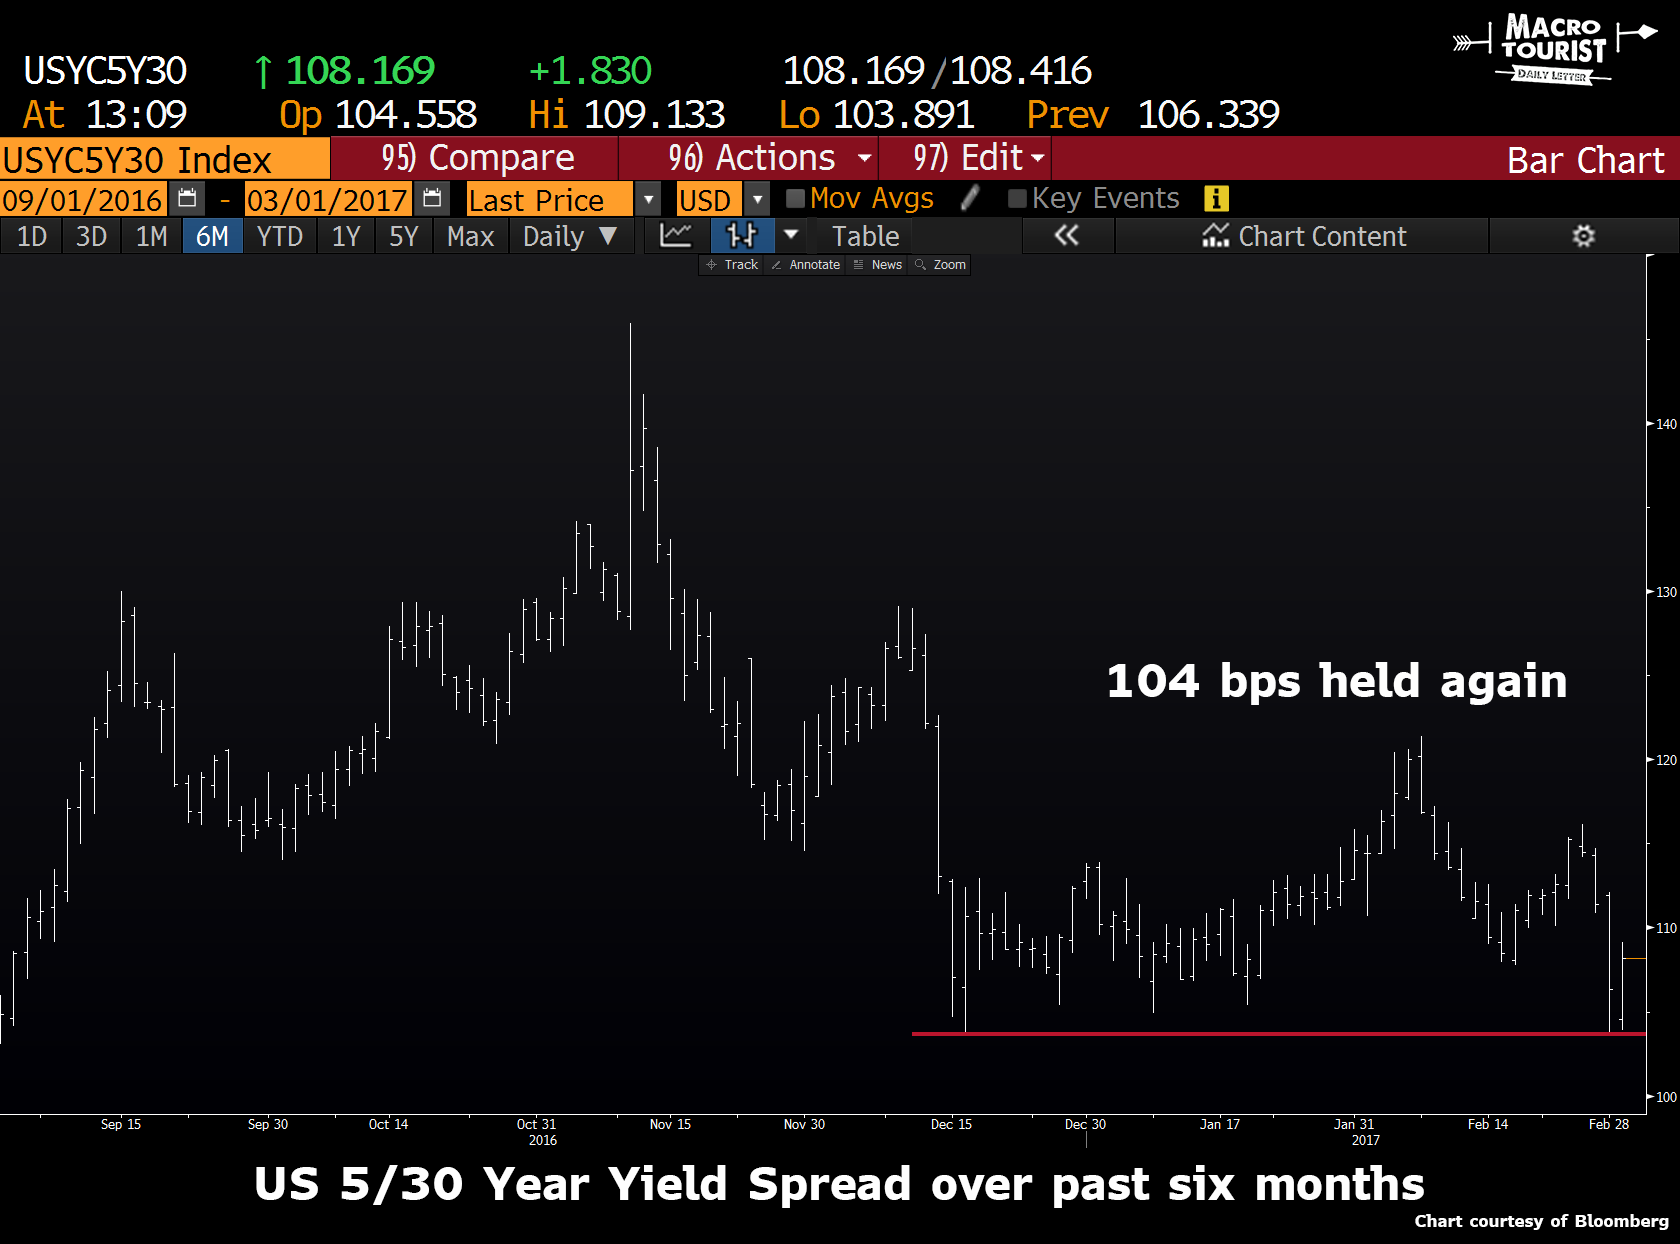 MACRO
TOURIST
DAILY LETTER
USYC5Y30 ↑ 108.169 +1.830 108.169/108.416
At 13:09 Op 104.558 Hi 109.133 Lo 103.891 Prev 106.339
USYC5Y30 Index 95) Compare 96) Actions 97) Edit Bar Chart
09/01/2016 - 03/01/2017 Last Price USD Mov Avgs Key Events i
1D 3D 1M 6M YTD 1Y 5Y Max Daily ▼ Table « Chart Content
Track Annotate News Zoom
140
130
104 bps held again
120
110
100
Sep 15 Sep 30 Oct 14 Oct 31 Nov 15 Nov 30 Dec 15 Dec 30 Jan 17 Jan 31 Feb 14 Feb 28
2016 2017
US 5/30 Year Yield Spread over past six months
Chart courtesy of Bloomberg